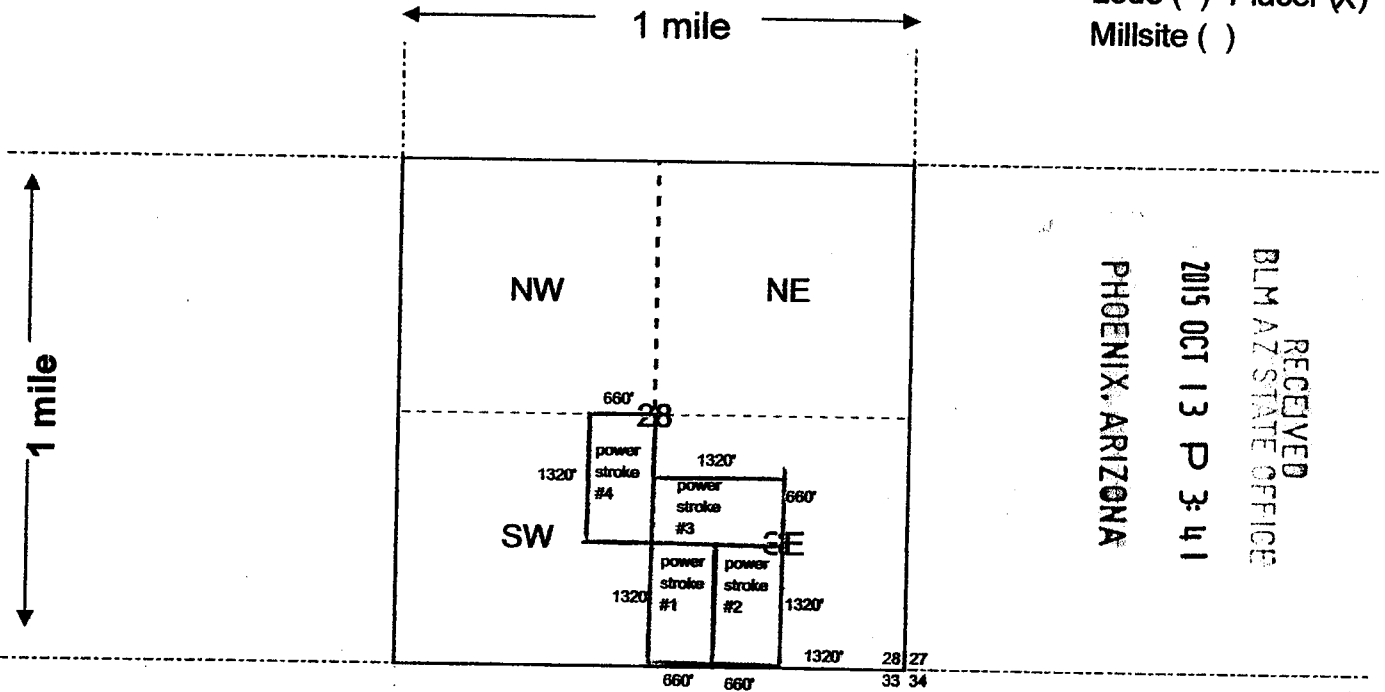 1 mile
Lode ( ) Placer (X)
Millsite ( )
1 mile
NW
NE
660'
28
1320'
power
stroke
#4
1320'
power
stroke
#3
660'
SW
SE
1320'
power
stroke
#1
power
stroke
#2
1320'
1320'
660'
660'
28 27
33 34
RECEIVED
BLM AZ STATE OFFICE
2015 OCT 13 P 3:41
PHOENIX, ARIZONA